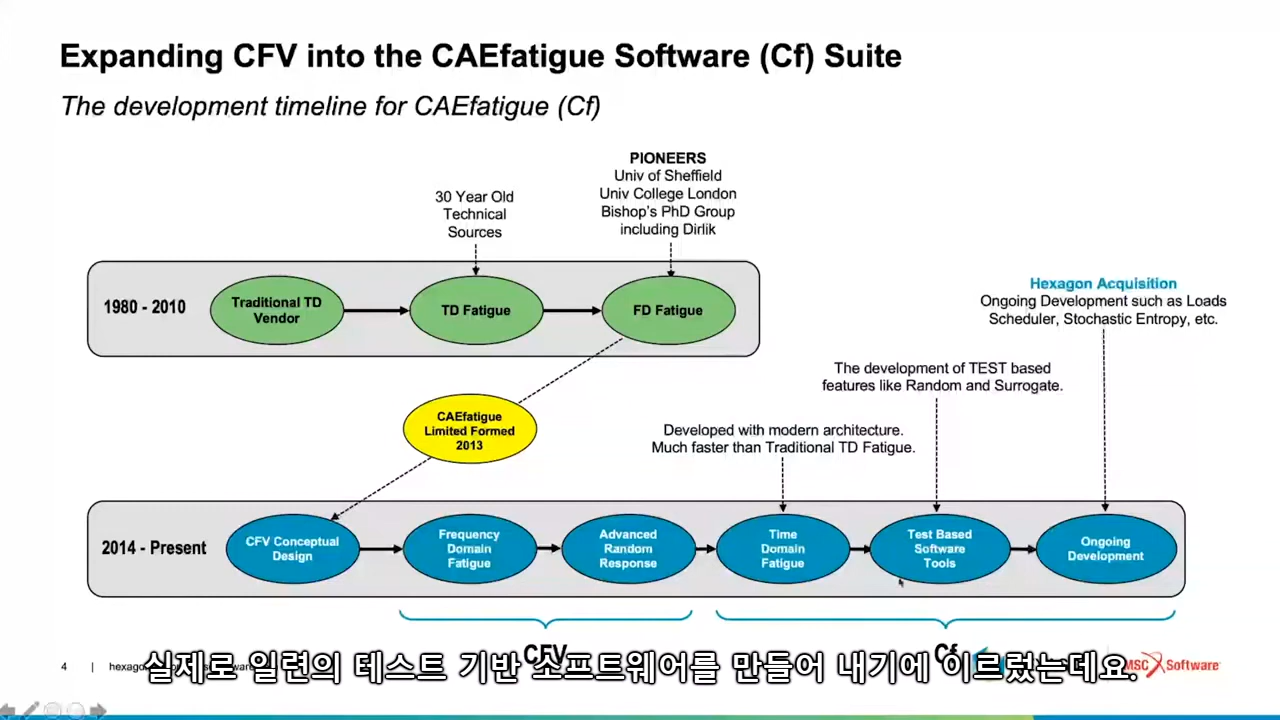 Expanding CFV into the CAEfatigue Software (Cf) Suite
The development timeline for CAEfatigue (Cf)
PIONEERS
Univ of Sheffield
Univ College London
Bishop's PhD Group
including Dirlik
30 Year Old
Technical
Sources
1980 - 2010
Traditional TD
Vendor
TD Fatigue
FD Fatigue
Hexagon Acquisition
Ongoing Development such as Loads
Scheduler, Stochastic Entropy, etc.
The development of TEST based
features like Random and Surrogate.
CAEfatigue
Limited Formed
2013
Developed with modern architecture.
Much faster than Traditional TD Fatigue.
2014 - Present
CFV Conceptual
Design
Frequency
Domain
Fatigue
Advanced
Random
Response
Time
Domain
Fatigue
Test Based
Software
Tools
Ongoing
Development
CFV
Cf
4 |
MSC Software
실제로 일련의 테스트 기반 소프트웨어를 만들어 내기에 이르렀는데요.